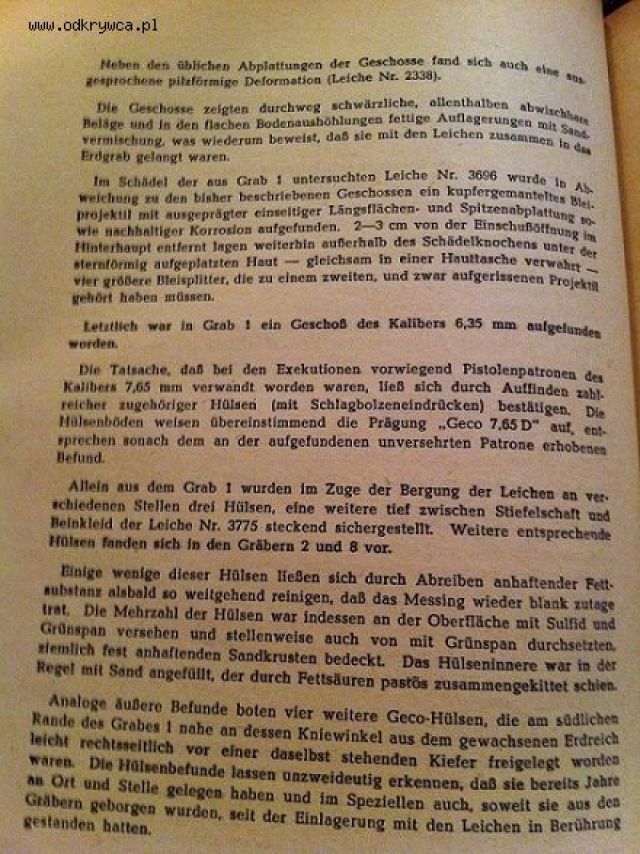 www.odkrywca.pl
Neben den üblichen Abplattungen der Geschosse fand sich auch eine aus-
gesprochene pilzförmige Deformation (Leiche Nr. 2338).
Die Geschosse zeigten durchweg schwärzliche, allenthalben abwischbare
Beläge und in den flachen Bodenaushöhlungen fettige Auflagerungen mit Sand-
vermischung, was wiederum beweist, daß sie mit den Leichen zusammen in das
Erdgrab gelangt waren.
Im Schädel der aus Grab 1 untersuchten Leiche Nr. 3696 wurde in Ab-
weichung zu den bisher beschriebenen Geschossen ein kupfergemanteltes Blei-
projektil mit ausgeprägter einseitiger Längsflächen- und Spitzenabplattung so-
wie nachhaltiger Korrosion aufgefunden. 2—3 cm von der Einschußöffnung im
Hinterhaupt entfernt lagen weiterhin außerhalb des Schädelknochens unter der
sternförmig aufgeplatzten Haut — gleichsam in einer Hauttasche verwahrt —
vier größere Bleisplitter, die zu einem zweiten, und zwar aufgerissenen Projektil
gehört haben müssen.
Letztlich war in Grab 1 ein Geschoß des Kalibers 6,35 mm aufgefunden
worden.
Die Tatsache, daß bei den Exekutionen vorwiegend Pistolenpatronen des
Kalibers 7,65 mm verwandt worden waren, ließ sich durch Auffinden zahl-
reicher zugehöriger Hülsen (mit Schlagbolzeneindrücken) bestätigen. Die
Hülsenböden weisen übereinstimmend die Prägung „Geco 7,65 D" auf, ent-
sprechen sonach dem an der aufgefundenen unversehrten Patrone erhobenen
Befund.
Allein aus dem Grab 1 wurden im Zuge der Bergung der Leichen an ver-
schiedenen Stellen drei Hülsen, eine weitere tief zwischen Stiefelschaft und
Beinkleid der Leiche Nr. 3775 steckend sichergestellt. Weitere entsprechende
Hülsen fanden sich in den Gräbern 2 und 8 vor.
Einige wenige dieser Hülsen ließen sich durch Abreiben anhaftender Fett-
substanz alsbald so weitgehend reinigen, daß das Messing wieder blank zutage
trat. Die Mehrzahl der Hülsen war indessen an der Oberfläche mit Sulfid und
Grünspan versehen und stellenweise auch von mit Grünspan durchsetzten,
ziemlich fest anhaftenden Sandkrusten bedeckt. Das Hülseninnere war in der
Regel mit Sand angefüllt, der durch Fettsäuren pastös zusammengekittet schien.
Analoge äußere Befunde boten vier weitere Geco-Hülsen, die am südlichen
Rande des Grabes 1 nahe an dessen Kniewinkel aus dem gewachsenen Erdreich
leicht rechtsseitlich vor einer daselbst stehenden Kiefer freigelegt worden
waren. Die Hülsenbefunde lassen unzweideutig erkennen, daß sie bereits Jahre
an Ort und Stelle gelegen haben und im Speziellen auch, soweit sie aus den
Gräbern geborgen wurden, seit der Einlagerung mit den Leichen in Berührung
gestanden hatten.